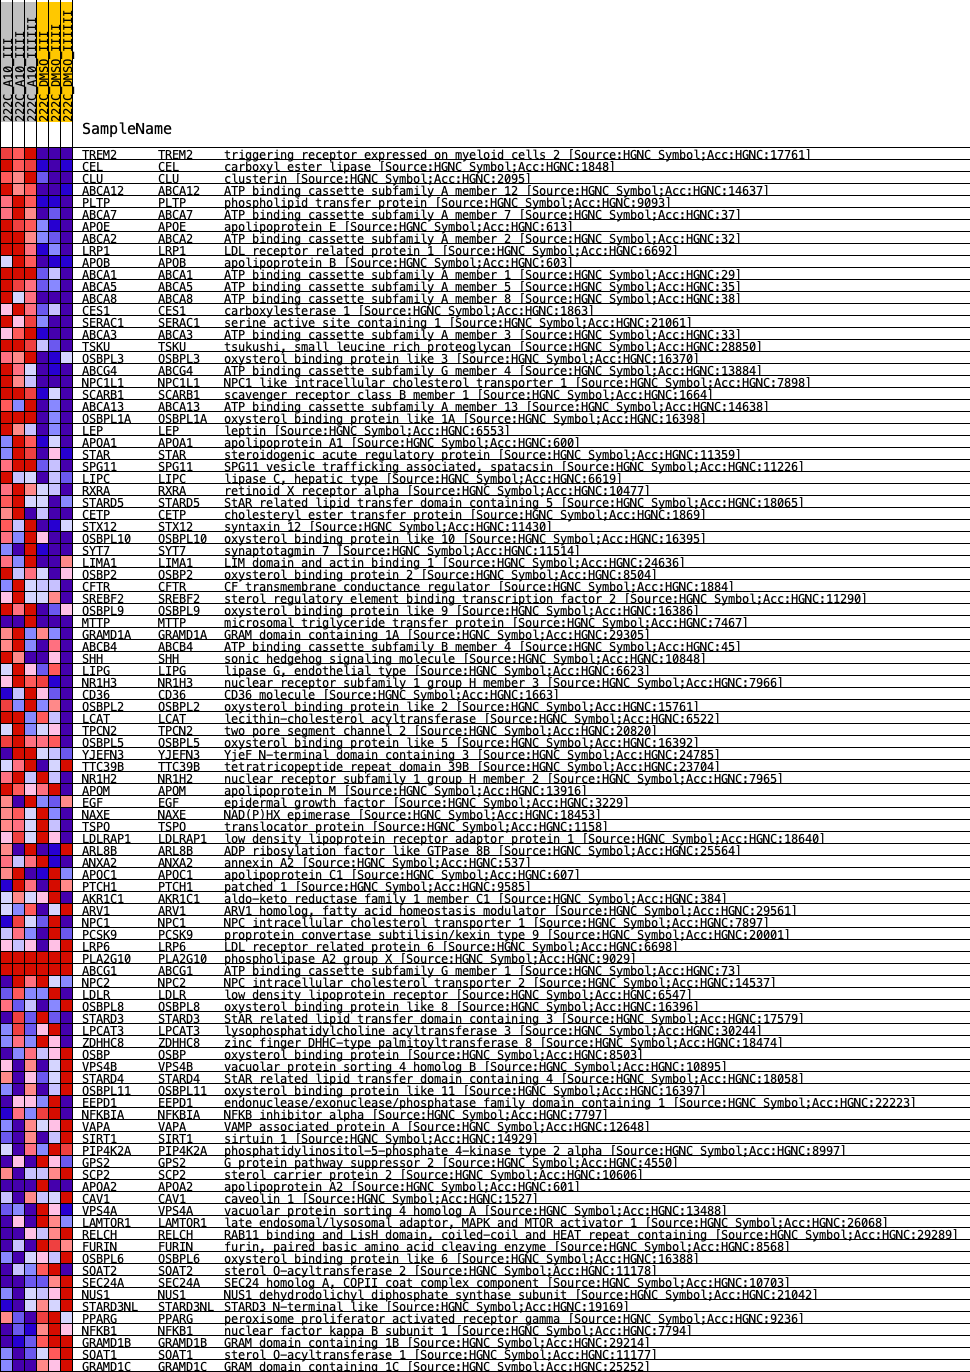 222C_A10_III
222C_A10_IIII
222C_A10_IIIIII
222C_DMSO_III
222C_DMSO_IIII
222C_DMSO_IIIIII
SampleName
TREM2 TREM2 triggering receptor expressed on myeloid cells 2 [Source:HGNC Symbol;Acc:HGNC:17761]
CEL CEL carboxyl ester lipase [Source:HGNC Symbol;Acc:HGNC:1848]
CLU CLU clusterin [Source:HGNC Symbol;Acc:HGNC:2095]
ABCA12 ABCA12 ATP binding cassette subfamily A member 12 [Source:HGNC Symbol;Acc:HGNC:14637]
PLTP PLTP phospholipid transfer protein [Source:HGNC Symbol;Acc:HGNC:9093]
ABCA7 ABCA7 ATP binding cassette subfamily A member 7 [Source:HGNC Symbol;Acc:HGNC:37]
APOE APOE apolipoprotein E [Source:HGNC Symbol;Acc:HGNC:613]
ABCA2 ABCA2 ATP binding cassette subfamily A member 2 [Source:HGNC Symbol;Acc:HGNC:32]
LRP1 LRP1 LDL receptor related protein 1 [Source:HGNC Symbol;Acc:HGNC:6692]
APOB APOB apolipoprotein B [Source:HGNC Symbol;Acc:HGNC:603]
ABCA1 ABCA1 ATP binding cassette subfamily A member 1 [Source:HGNC Symbol;Acc:HGNC:29]
ABCA5 ABCA5 ATP binding cassette subfamily A member 5 [Source:HGNC Symbol;Acc:HGNC:35]
ABCA8 ABCA8 ATP binding cassette subfamily A member 8 [Source:HGNC Symbol;Acc:HGNC:38]
CES1 CES1 carboxylesterase 1 [Source:HGNC Symbol;Acc:HGNC:1863]
SERAC1 SERAC1 serine active site containing 1 [Source:HGNC Symbol;Acc:HGNC:21061]
ABCA3 ABCA3 ATP binding cassette subfamily A member 3 [Source:HGNC Symbol;Acc:HGNC:33]
TSKU TSKU tsukushi, small leucine rich proteoglycan [Source:HGNC Symbol;Acc:HGNC:28850]
OSBPL3 OSBPL3 oxysterol binding protein like 3 [Source:HGNC Symbol;Acc:HGNC:16370]
ABCG4 ABCG4 ATP binding cassette subfamily G member 4 [Source:HGNC Symbol;Acc:HGNC:13884]
NPC1L1 NPC1L1 NPC1 like intracellular cholesterol transporter 1 [Source:HGNC Symbol;Acc:HGNC:7898]
SCARB1 SCARB1 scavenger receptor class B member 1 [Source:HGNC Symbol;Acc:HGNC:1664]
ABCA13 ABCA13 ATP binding cassette subfamily A member 13 [Source:HGNC Symbol;Acc:HGNC:14638]
OSBPL1A OSBPL1A oxysterol binding protein like 1A [Source:HGNC Symbol;Acc:HGNC:16398]
LEP LEP leptin [Source:HGNC Symbol;Acc:HGNC:6553]
APOA1 APOA1 apolipoprotein A1 [Source:HGNC Symbol;Acc:HGNC:600]
STAR STAR steroidogenic acute regulatory protein [Source:HGNC Symbol;Acc:HGNC:11359]
SPG11 SPG11 SPG11 vesicle trafficking associated, spatacsin [Source:HGNC Symbol;Acc:HGNC:11226]
LIPC LIPC lipase C, hepatic type [Source:HGNC Symbol;Acc:HGNC:6619]
RXRA RXRA retinoid X receptor alpha [Source:HGNC Symbol;Acc:HGNC:10477]
STARD5 STARD5 StAR related lipid transfer domain containing 5 [Source:HGNC Symbol;Acc:HGNC:18065]
CETP CETP cholesteryl ester transfer protein [Source:HGNC Symbol;Acc:HGNC:1869]
STX12 STX12 syntaxin 12 [Source:HGNC Symbol;Acc:HGNC:11430]
OSBPL10 OSBPL10 oxysterol binding protein like 10 [Source:HGNC Symbol;Acc:HGNC:16395]
SYT7 SYT7 synaptotagmin 7 [Source:HGNC Symbol;Acc:HGNC:11514]
LIMA1 LIMA1 LIM domain and actin binding 1 [Source:HGNC Symbol;Acc:HGNC:24636]
OSBP2 OSBP2 oxysterol binding protein 2 [Source:HGNC Symbol;Acc:HGNC:8504]
CFTR CFTR CF transmembrane conductance regulator [Source:HGNC Symbol;Acc:HGNC:1884]
SREBF2 SREBF2 sterol regulatory element binding transcription factor 2 [Source:HGNC Symbol;Acc:HGNC:11290]
OSBPL9 OSBPL9 oxysterol binding protein like 9 [Source:HGNC Symbol;Acc:HGNC:16386]
MTTP MTTP microsomal triglyceride transfer protein [Source:HGNC Symbol;Acc:HGNC:7467]
GRAMD1A GRAMD1A GRAM domain containing 1A [Source:HGNC Symbol;Acc:HGNC:29305]
ABCB4 ABCB4 ATP binding cassette subfamily B member 4 [Source:HGNC Symbol;Acc:HGNC:45]
SHH SHH sonic hedgehog signaling molecule [Source:HGNC Symbol;Acc:HGNC:10848]
LIPG LIPG lipase G, endothelial type [Source:HGNC Symbol;Acc:HGNC:6623]
NR1H3 NR1H3 nuclear receptor subfamily 1 group H member 3 [Source:HGNC Symbol;Acc:HGNC:7966]
CD36 CD36 CD36 molecule [Source:HGNC Symbol;Acc:HGNC:1663]
OSBPL2 OSBPL2 oxysterol binding protein like 2 [Source:HGNC Symbol;Acc:HGNC:15761]
LCAT LCAT lecithin-cholesterol acyltransferase [Source:HGNC Symbol;Acc:HGNC:6522]
TPCN2 TPCN2 two pore segment channel 2 [Source:HGNC Symbol;Acc:HGNC:20820]
OSBPL5 OSBPL5 oxysterol binding protein like 5 [Source:HGNC Symbol;Acc:HGNC:16392]
YJEFN3 YJEFN3 YjeF N-terminal domain containing 3 [Source:HGNC Symbol;Acc:HGNC:24785]
TTC39B TTC39B tetratricopeptide repeat domain 39B [Source:HGNC Symbol;Acc:HGNC:23704]
NR1H2 NR1H2 nuclear receptor subfamily 1 group H member 2 [Source:HGNC Symbol;Acc:HGNC:7965]
APOM APOM apolipoprotein M [Source:HGNC Symbol;Acc:HGNC:13916]
EGF EGF epidermal growth factor [Source:HGNC Symbol;Acc:HGNC:3229]
NAXE NAXE NAD(P)HX epimerase [Source:HGNC Symbol;Acc:HGNC:18453]
TSPO TSPO translocator protein [Source:HGNC Symbol;Acc:HGNC:1158]
LDLRAP1 LDLRAP1 low density lipoprotein receptor adaptor protein 1 [Source:HGNC Symbol;Acc:HGNC:18640]
ARL8B ARL8B ADP ribosylation factor like GTPase 8B [Source:HGNC Symbol;Acc:HGNC:25564]
ANXA2 ANXA2 annexin A2 [Source:HGNC Symbol;Acc:HGNC:537]
APOC1 APOC1 apolipoprotein C1 [Source:HGNC Symbol;Acc:HGNC:607]
PTCH1 PTCH1 patched 1 [Source:HGNC Symbol;Acc:HGNC:9585]
AKR1C1 AKR1C1 aldo-keto reductase family 1 member C1 [Source:HGNC Symbol;Acc:HGNC:384]
ARV1 ARV1 ARV1 homolog, fatty acid homeostasis modulator [Source:HGNC Symbol;Acc:HGNC:29561]
NPC1 NPC1 NPC intracellular cholesterol transporter 1 [Source:HGNC Symbol;Acc:HGNC:7897]
PCSK9 PCSK9 proprotein convertase subtilisin/kexin type 9 [Source:HGNC Symbol;Acc:HGNC:20001]
LRP6 LRP6 LDL receptor related protein 6 [Source:HGNC Symbol;Acc:HGNC:6698]
PLA2G10 PLA2G10 phospholipase A2 group X [Source:HGNC Symbol;Acc:HGNC:9029]
ABCG1 ABCG1 ATP binding cassette subfamily G member 1 [Source:HGNC Symbol;Acc:HGNC:73]
NPC2 NPC2 NPC intracellular cholesterol transporter 2 [Source:HGNC Symbol;Acc:HGNC:14537]
LDLR LDLR low density lipoprotein receptor [Source:HGNC Symbol;Acc:HGNC:6547]
OSBPL8 OSBPL8 oxysterol binding protein like 8 [Source:HGNC Symbol;Acc:HGNC:16396]
STARD3 STARD3 StAR related lipid transfer domain containing 3 [Source:HGNC Symbol;Acc:HGNC:17579]
LPCAT3 LPCAT3 lysophosphatidylcholine acyltransferase 3 [Source:HGNC Symbol;Acc:HGNC:30244]
ZDHHC8 ZDHHC8 zinc finger DHHC-type palmitoyltransferase 8 [Source:HGNC Symbol;Acc:HGNC:18474]
OSBP OSBP oxysterol binding protein [Source:HGNC Symbol;Acc:HGNC:8503]
VPS4B VPS4B vacuolar protein sorting 4 homolog B [Source:HGNC Symbol;Acc:HGNC:10895]
STARD4 STARD4 StAR related lipid transfer domain containing 4 [Source:HGNC Symbol;Acc:HGNC:18058]
OSBPL11 OSBPL11 oxysterol binding protein like 11 [Source:HGNC Symbol;Acc:HGNC:16397]
EEPD1 EEPD1 endonuclease/exonuclease/phosphatase family domain containing 1 [Source:HGNC Symbol;Acc:HGNC:22223]
NFKBIA NFKBIA NFKB inhibitor alpha [Source:HGNC Symbol;Acc:HGNC:7797]
VAPA VAPA VAMP associated protein A [Source:HGNC Symbol;Acc:HGNC:12648]
SIRT1 SIRT1 sirtuin 1 [Source:HGNC Symbol;Acc:HGNC:14929]
PIP4K2A PIP4K2A phosphatidylinositol-5-phosphate 4-kinase type 2 alpha [Source:HGNC Symbol;Acc:HGNC:8997]
GPS2 GPS2 G protein pathway suppressor 2 [Source:HGNC Symbol;Acc:HGNC:4550]
SCP2 SCP2 sterol carrier protein 2 [Source:HGNC Symbol;Acc:HGNC:10606]
APOA2 APOA2 apolipoprotein A2 [Source:HGNC Symbol;Acc:HGNC:601]
CAV1 CAV1 caveolin 1 [Source:HGNC Symbol;Acc:HGNC:1527]
VPS4A VPS4A vacuolar protein sorting 4 homolog A [Source:HGNC Symbol;Acc:HGNC:13488]
LAMTOR1 LAMTOR1 late endosomal/lysosomal adaptor, MAPK and MTOR activator 1 [Source:HGNC Symbol;Acc:HGNC:26068]
RELCH RELCH RAB11 binding and LisH domain, coiled-coil and HEAT repeat containing [Source:HGNC Symbol;Acc:HGNC:29289]
FURIN FURIN furin, paired basic amino acid cleaving enzyme [Source:HGNC Symbol;Acc:HGNC:8568]
OSBPL6 OSBPL6 oxysterol binding protein like 6 [Source:HGNC Symbol;Acc:HGNC:16388]
SOAT2 SOAT2 sterol O-acyltransferase 2 [Source:HGNC Symbol;Acc:HGNC:11178]
SEC24A SEC24A SEC24 homolog A, COPII coat complex component [Source:HGNC Symbol;Acc:HGNC:10703]
NUS1 NUS1 NUS1 dehydrodolichyl diphosphate synthase subunit [Source:HGNC Symbol;Acc:HGNC:21042]
STARD3NL STARD3NL STARD3 N-terminal like [Source:HGNC Symbol;Acc:HGNC:19169]
PPARG PPARG peroxisome proliferator activated receptor gamma [Source:HGNC Symbol;Acc:HGNC:9236]
NFKB1 NFKB1 nuclear factor kappa B subunit 1 [Source:HGNC Symbol;Acc:HGNC:7794]
GRAMD1B GRAMD1B GRAM domain containing 1B [Source:HGNC Symbol;Acc:HGNC:29214]
SOAT1 SOAT1 sterol O-acyltransferase 1 [Source:HGNC Symbol;Acc:HGNC:11177]
GRAMD1C GRAMD1C GRAM domain containing 1C [Source:HGNC Symbol;Acc:HGNC:25252]